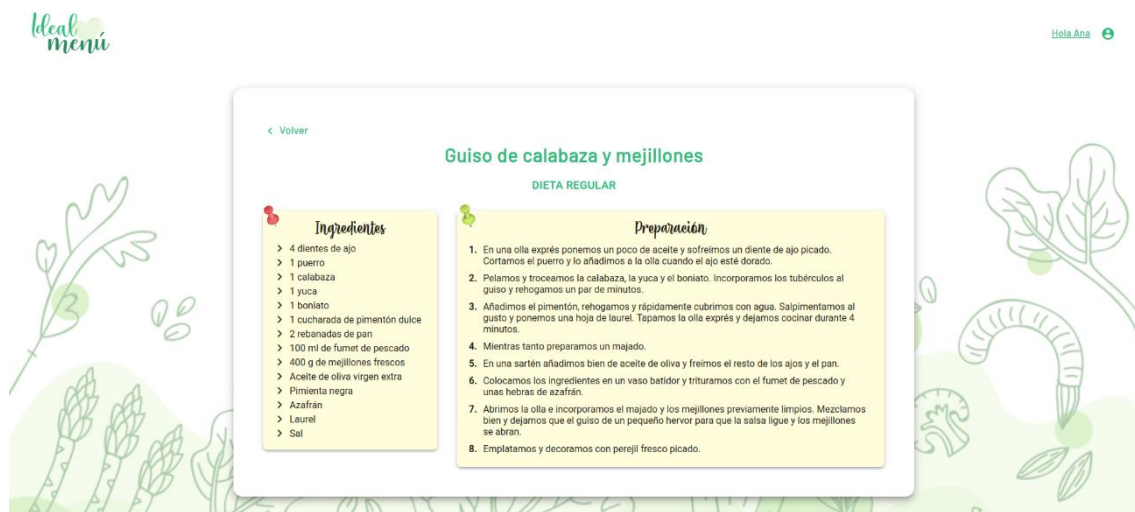 Ideal
menú
Hola Ana
Volver
Guiso de calabaza y mejillones
DIETA REGULAR
Ingredientes
4 dientes de ajo
1 puerro
1 calabaza
1 yuca
1 boniato
1 cucharada de pimentón dulce
2 rebanadas de pan
100 ml de fumet de pescado
400 g de mejillones frescos
Aceite de oliva virgen extra
Pimienta negra
Azafrán
Laurel
Sal
Preparación
1. En una olla exprés ponemos un poco de aceite y sofreímos un diente de ajo picado.
Cortamos el puerro y lo añadimos a la olla cuando el ajo esté dorado.
2. Pelamos y troceamos la calabaza, la yuca y el boniato. Incorporamos los tubérculos al
guiso y rehogamos un par de minutos.
3. Añadimos el pimentón, rehogamos y rápidamente cubrimos con agua. Salpimentamos al
gusto y ponemos una hoja de laurel. Tapamos la olla exprés y dejamos cocinar durante 4
minutos.
4. Mientras tanto preparamos un majado.
5. En una sartén añadimos bien de aceite de oliva y freímos el resto de los ajos y el pan.
6. Colocamos los ingredientes en un vaso batidor y trituramos con el fumet de pescado y
unas hebras de azafrán.
7. Abrimos la olla e incorporamos el majado y los mejillones previamente limpios. Mezclamos
bien y dejamos que el guiso de un pequeño hervor para que la salsa ligue y los mejillones
se abran.
8. Emplatamos y decoramos con perejil fresco picado.